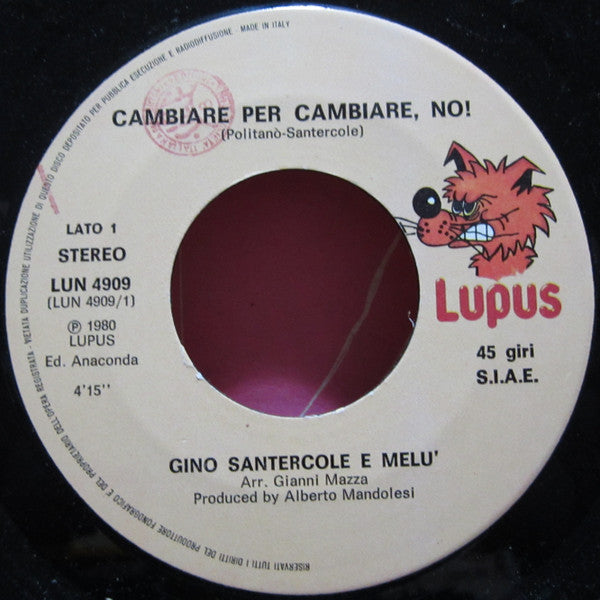 CAMBIARE PER CAMBIARE, NO!
(Politanò-Santercole)
LATO 1
STEREO
LUN 4909
(LUN 4909/1)
℗ 1980
LUPUS
Ed. Anaconda
4'15''
Lupus
45 giri
S.I.A.E.
GINO SANTERCOLE E MELU'
Arr. Gianni Mazza
Produced by Alberto Mandolesi
RISERVATI TUTTI I DIRITTI DEL PRODUTTORE FONOGRAFICO E DEL PROPRIETARIO DELL'OPERA REGISTRATA - VIETATA DUPLICAZIONE UTILIZZAZIONE DI QUESTO DISCO DEPOSITATO PER PUBBLICA ESECUZIONE E RADIODIFFUSIONE - MADE IN ITALY